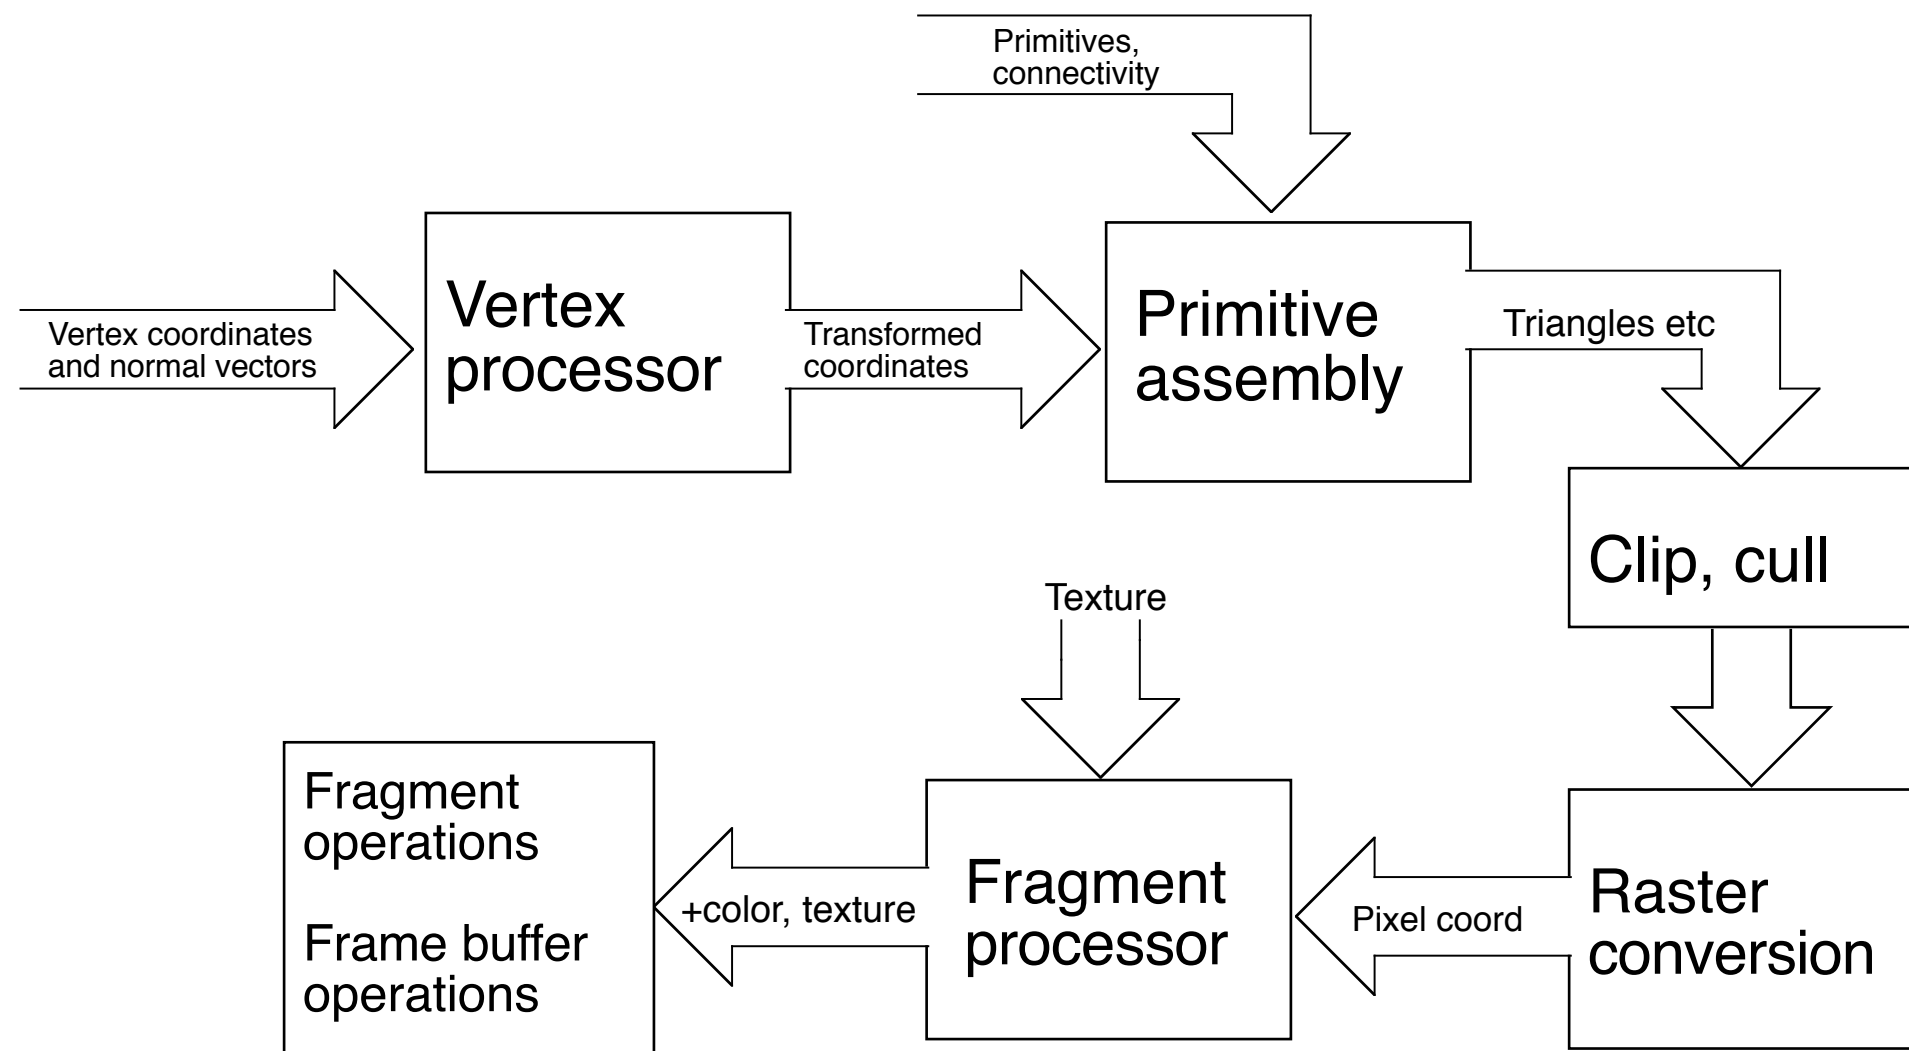 Primitives,
connectivity
Vertex coordinates
and normal vectors
Vertex
processor
Transformed
coordinates
Primitive
assembly
Triangles etc
Clip, cull
Texture
Raster
conversion
Pixel coord
Fragment
processor
+color, texture
Fragment
operations
Frame buffer
operations